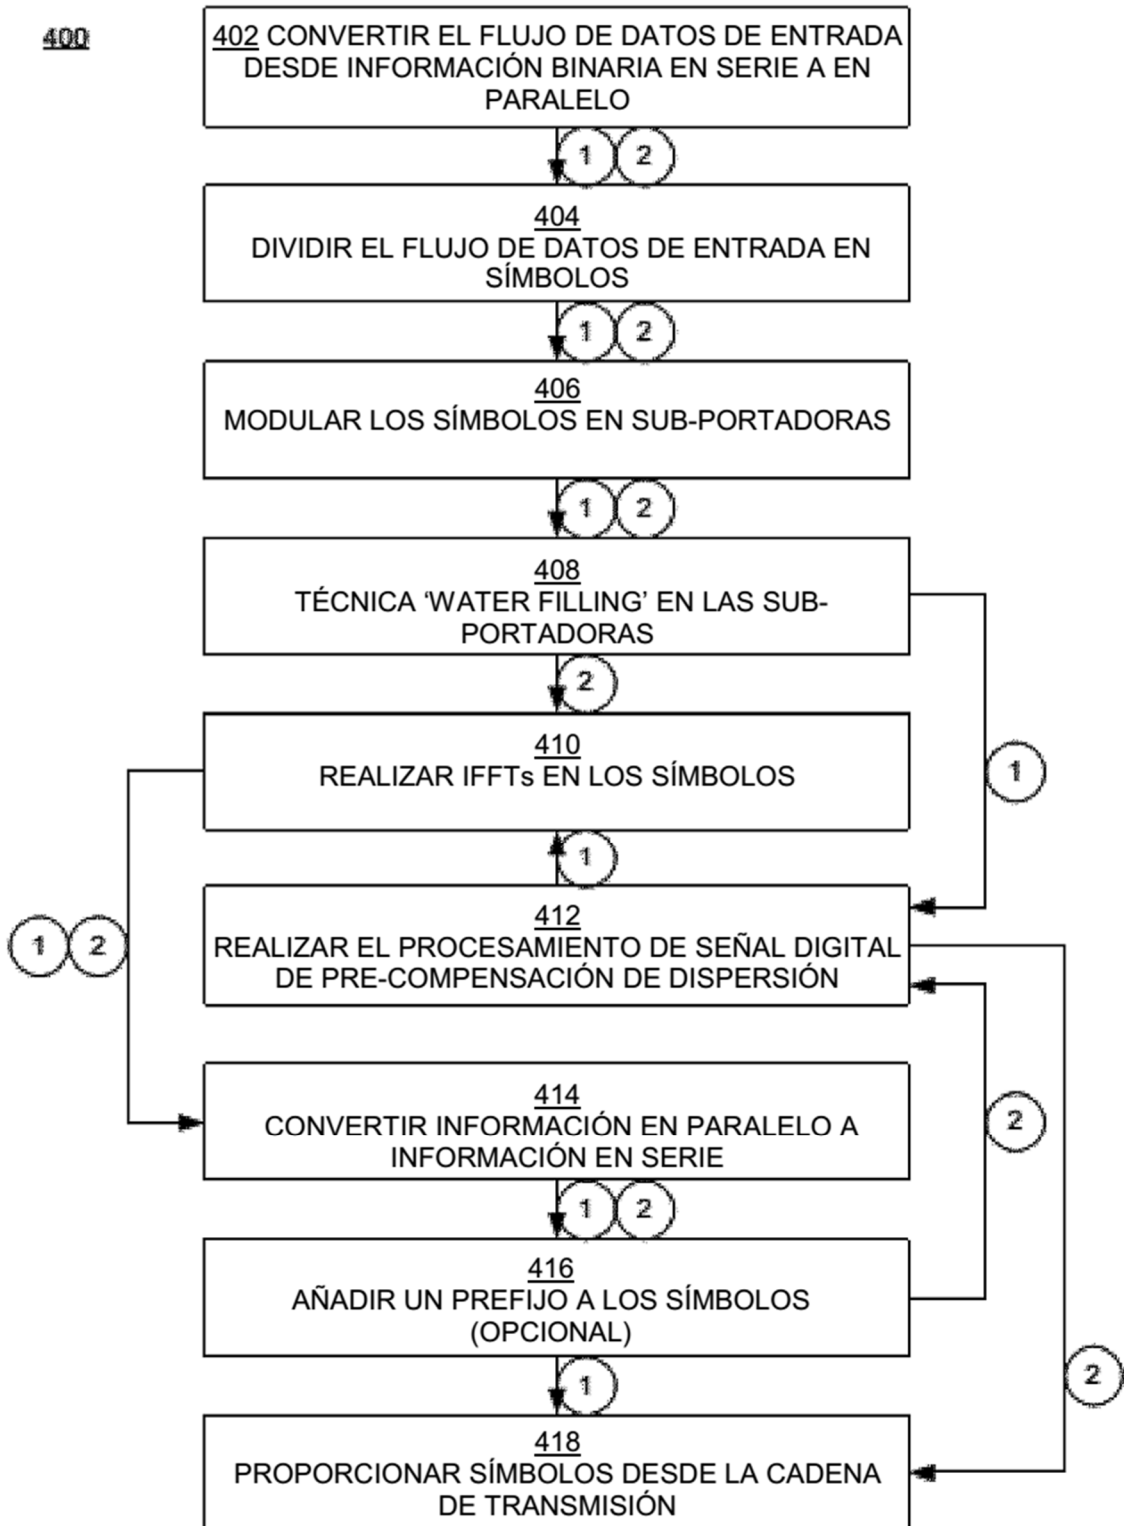 400
402 CONVERTIR EL FLUJO DE DATOS DE ENTRADA
DESDE INFORMACIÓN BINARIA EN SERIE A EN
PARALELO
1 2
404
DIVIDIR EL FLUJO DE DATOS DE ENTRADA EN
SÍMBOLOS
1 2
406
MODULAR LOS SÍMBOLOS EN SUB-PORTADORAS
1 2
408
TÉCNICA ‘WATER FILLING’ EN LAS SUB-
PORTADORAS
2
410
REALIZAR IFFTs EN LOS SÍMBOLOS
1
1
412
REALIZAR EL PROCESAMIENTO DE SEÑAL DIGITAL
DE PRE-COMPENSACIÓN DE DISPERSIÓN
1 2
414
CONVERTIR INFORMACIÓN EN PARALELO A
INFORMACIÓN EN SERIE
2
1 2
416
AÑADIR UN PREFIJO A LOS SÍMBOLOS
(OPCIONAL)
1
2
418
PROPORCIONAR SÍMBOLOS DESDE LA CADENA
DE TRANSMISIÓN